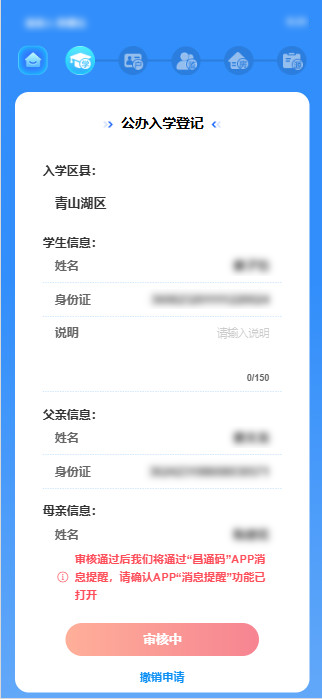 公办入学登记
入学区县：
青山湖区
学生信息：
姓名
身份证
说明 请输入说明
0/150
父亲信息：
姓名
身份证
母亲信息：
姓名
审核通过后我们将通过“昌通码”APP消
息提醒，请确认APP“消息提醒”功能已
打开
审核中
撤销申请